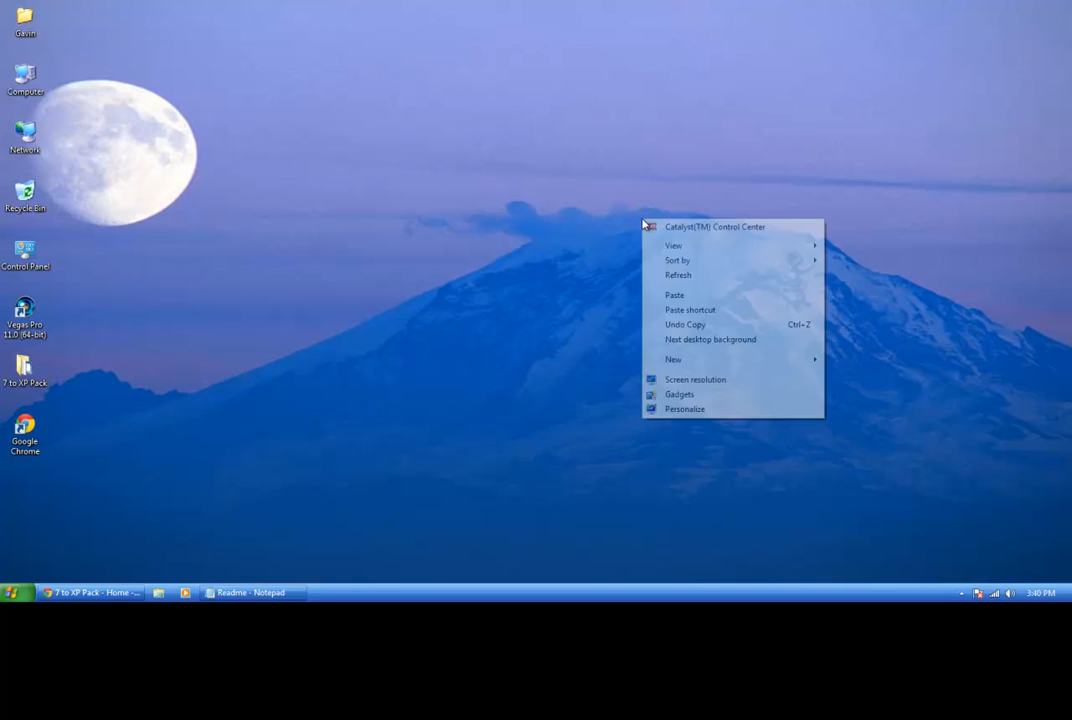 Gavin
Computer
Network
Recycle Bin
Control Panel
Vegas Pro
11.0 (64-bit)
7 to XP Pack
Google
Chrome
Catalyst(TM) Control Center
View
Sort by
Refresh
Paste
Paste shortcut
Undo Copy Ctrl+Z
Next desktop background
New
Screen resolution
Gadgets
Personalize
7 to XP Pack - Home -...
Readme - Notepad
3:40 PM